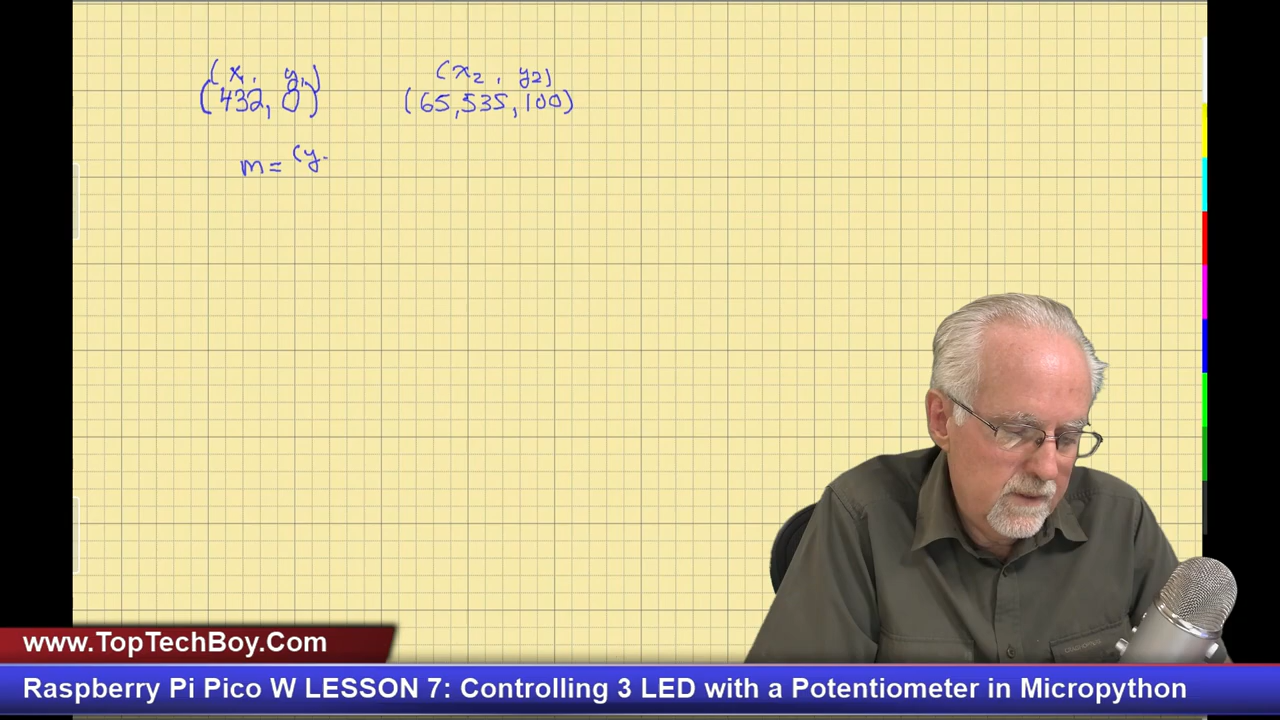 (x1, y1) (x2, y2)
(432, 0) (65,535,100)
m = (y
www.TopTechBoy.Com
Raspberry Pi Pico W LESSON 7: Controlling 3 LED with a Potentiometer in Micropython